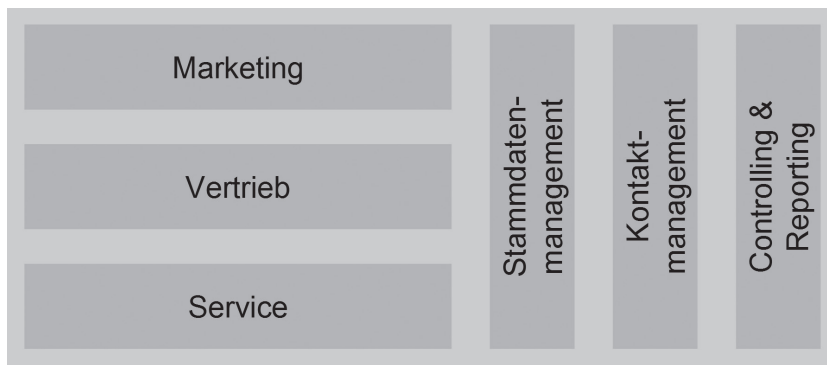 Marketing
Vertrieb
Service
Stammdaten-
management
Kontakt-
management
Controlling &
Reporting